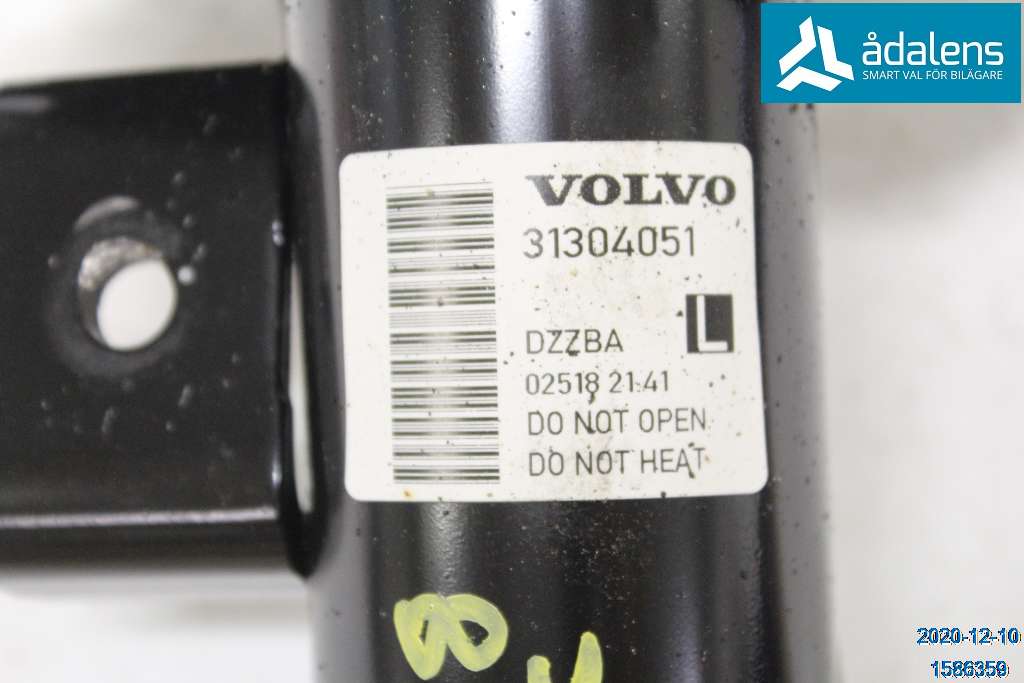 ådalens
SMART VAL FÖR BILÄGARE
VOLVO
31304051
L
DZZBA
02518 21:41
DO NOT OPEN
DO NOT HEAT
2020-12-10
1586359